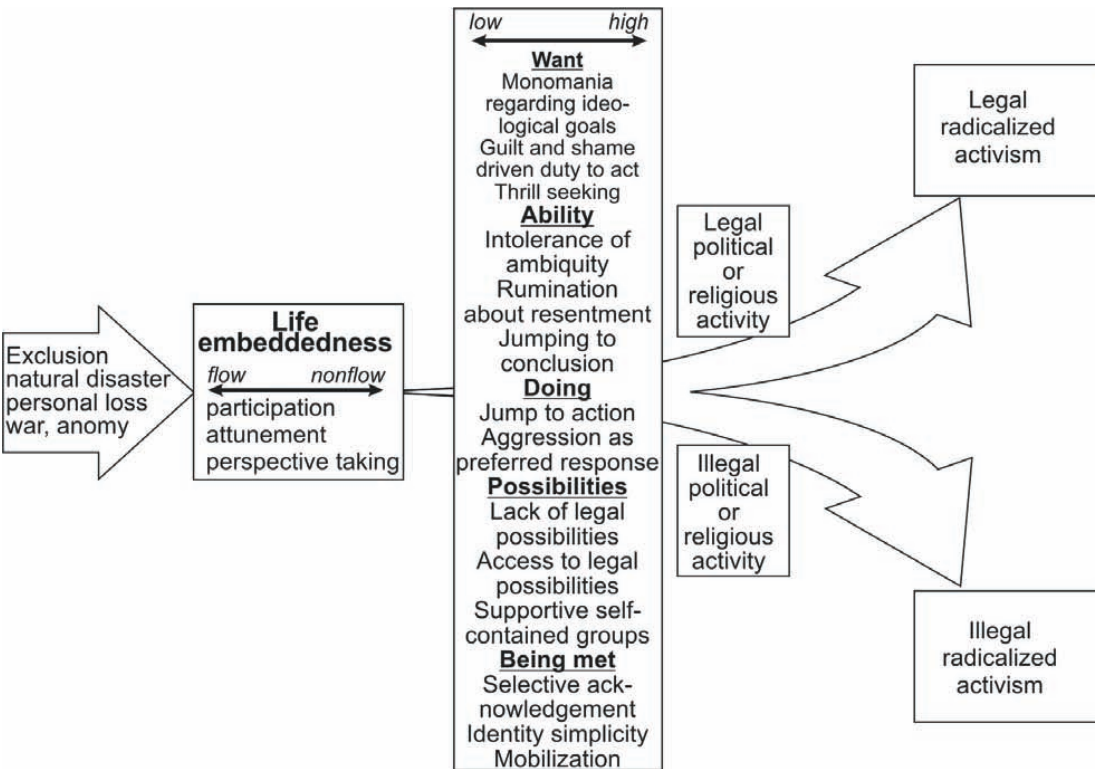 Exclusion
natural disaster
personal loss
war, anomy
Life
embeddedness
flow nonflow
participation
attunement
perspective taking
low high
Want
Monomania
regarding ideo-
logical goals
Guilt and shame
driven duty to act
Thrill seeking
Ability
Intolerance of
ambiquity
Rumination
about resentment
Jumping to
conclusion
Doing
Jump to action
Aggression as
preferred response
Possibilities
Lack of legal
possibilities
Access to legal
possibilities
Supportive self-
contained groups
Being met
Selective ack-
nowledgement
Identity simplicity
Mobilization
Legal
political
or
religious
activity
Illegal
political
or
religious
activity
Legal
radicalized
activism
Illegal
radicalized
activism